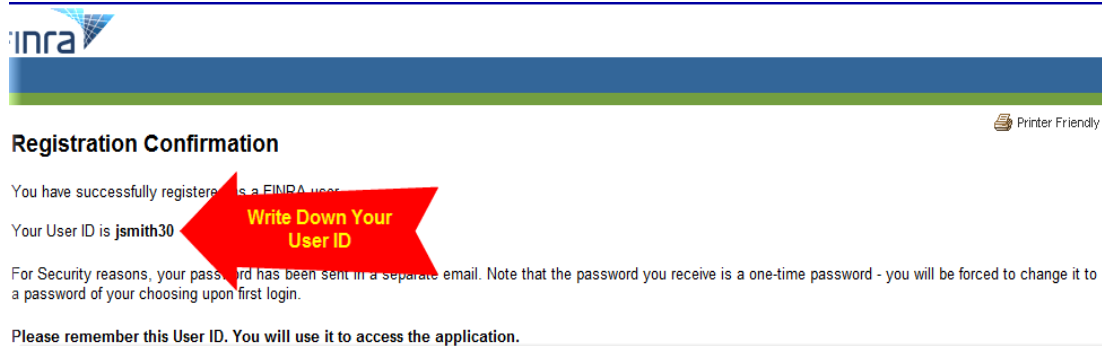 Finra
Printer Friendly
Registration Confirmation
You have successfully registere s a FINRA user
Write Down Your
User ID
Your User ID is jsmith30
For Security reasons, your pass rd has been sent in a separate email. Note that the password you receive is a one-time password - you will be forced to change it to
a password of your choosing upon first login.
Please remember this User ID. You will use it to access the application.